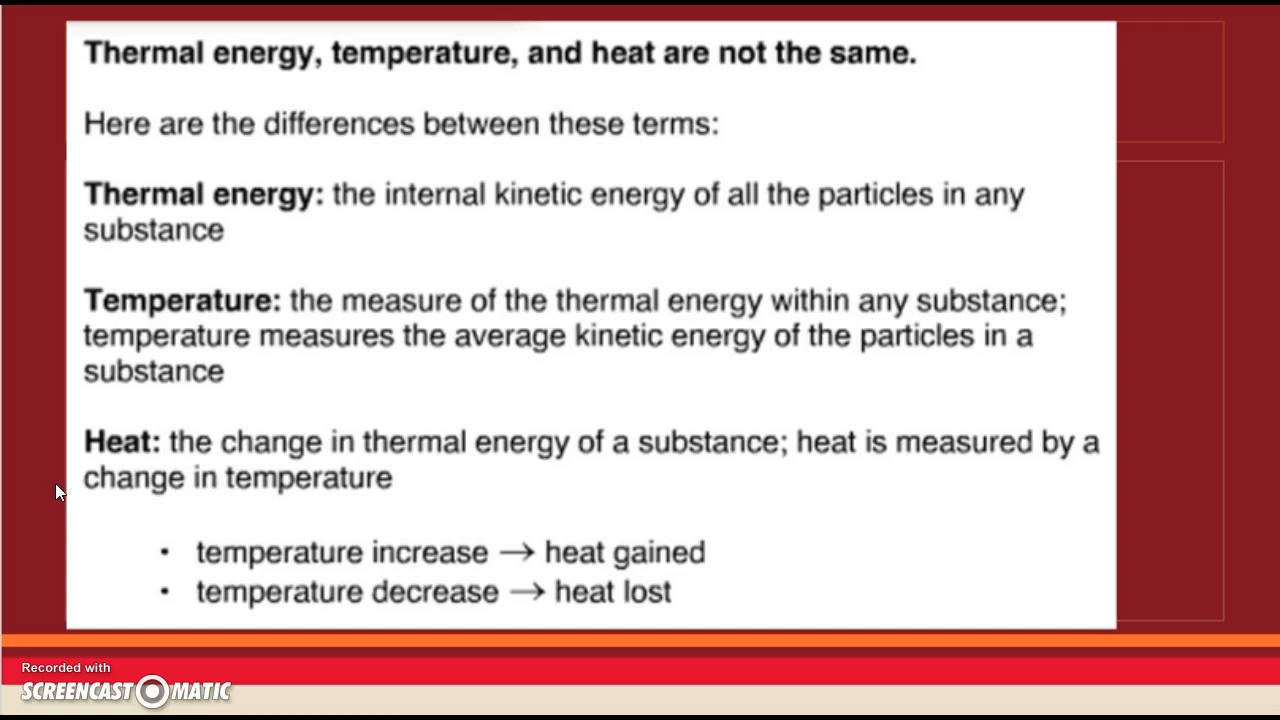 Thermal energy, temperature, and heat are not the same.
Here are the differences between these terms:
Thermal energy: the internal kinetic energy of all the particles in any
substance
Temperature: the measure of the thermal energy within any substance;
temperature measures the average kinetic energy of the particles in a
substance
Heat: the change in thermal energy of a substance; heat is measured by a
change in temperature
• temperature increase → heat gained
• temperature decrease → heat lost
Recorded with
SCREENCAST-O-MATIC